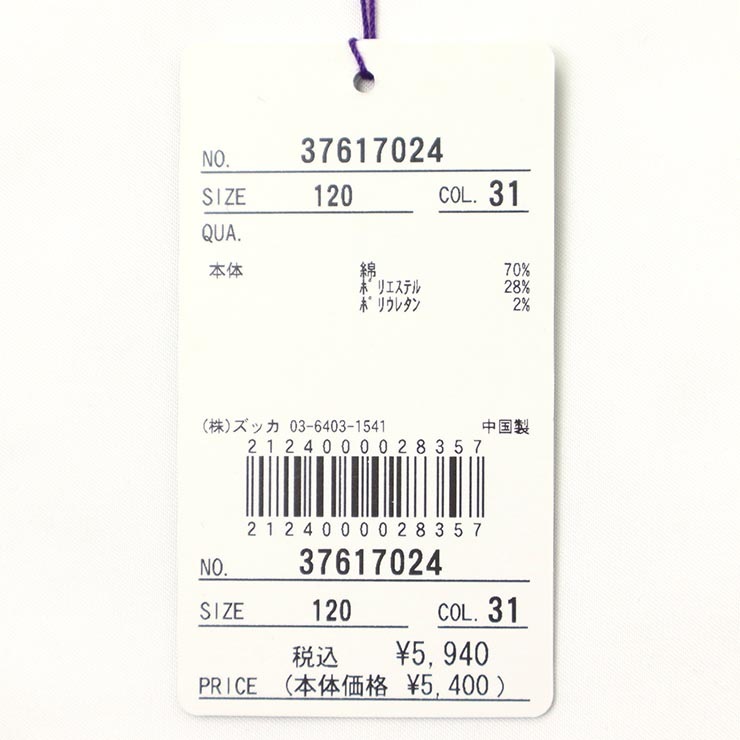 NO. 37617024
SIZE 120 COL. 31
QUA.
本体 綿 70%
ポリエステル 28%
ポリウレタン 2%
(株)ズッカ 03-6403-1541 中国製
2124000028357
2124000028357
NO. 37617024
SIZE 120 COL. 31
税込 ¥5,940
PRICE (本体価格 ¥5,400)